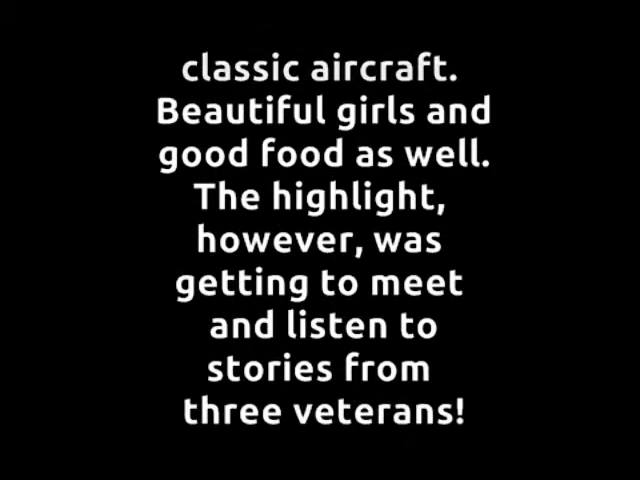 classic aircraft.
Beautiful girls and
good food as well.
The highlight,
however, was
getting to meet
and listen to
stories from
three veterans!